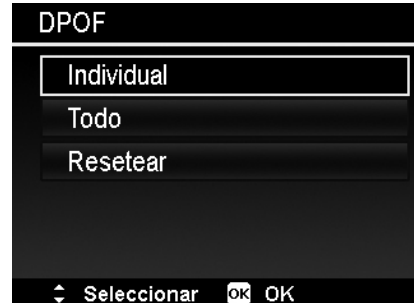 DPOF
Individual
Todo
Resetear
Seleccionar OK OK